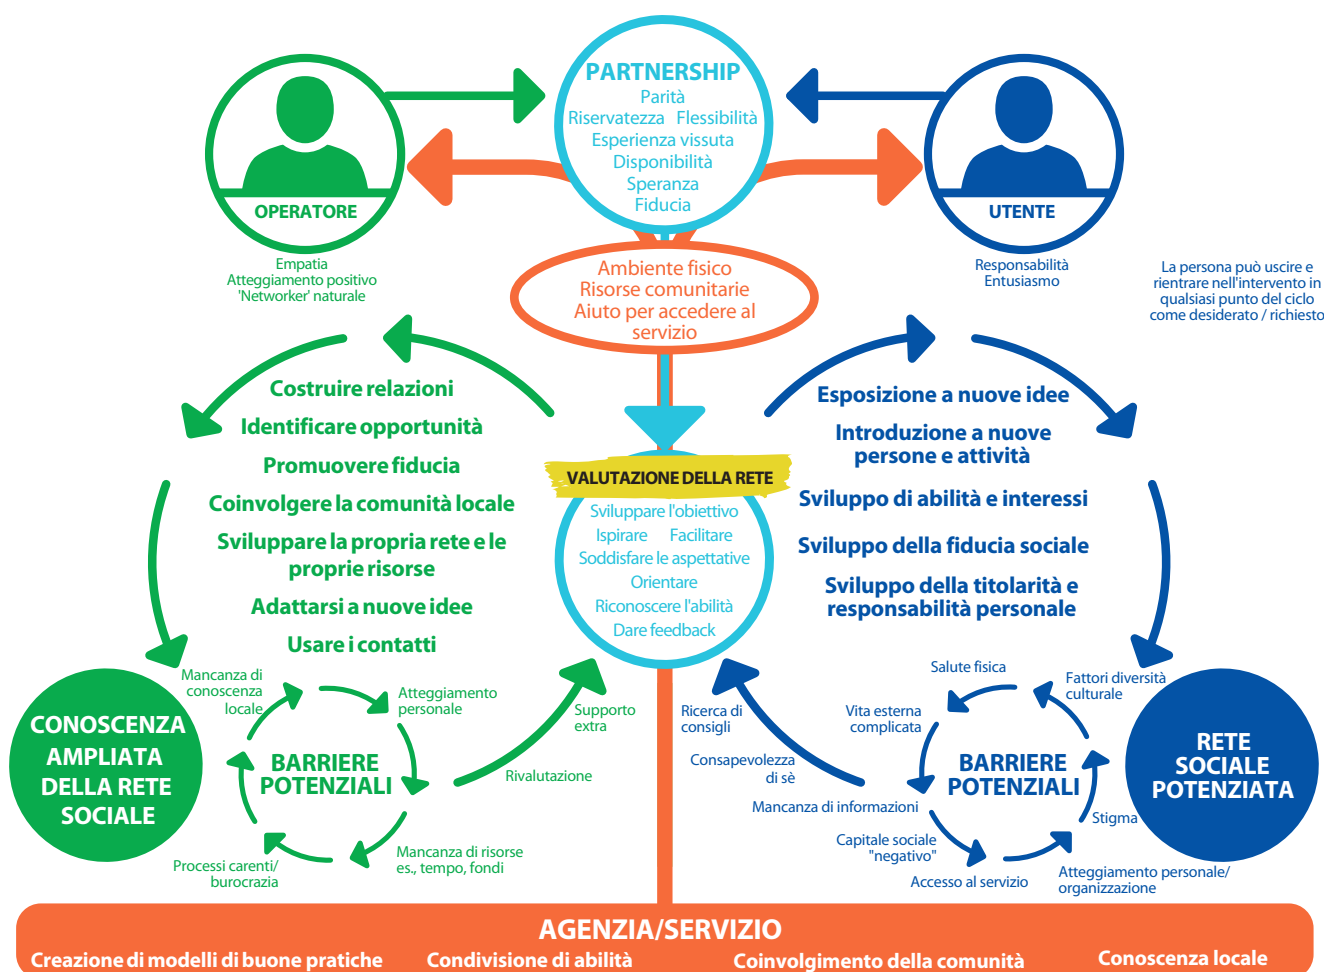 PARTNERSHIP
Parità
Riservatezza Flessibilità
Esperienza vissuta
Disponibilità
Speranza
Fiducia
OPERATORE
Empatia
Atteggiamento positivo
'Networker' naturale
UTENTE
Responsabilità
Entusiasmo
La persona può uscire e
rientrare nell'intervento in
qualsiasi punto del ciclo
come desiderato / richiesto
Ambiente fisico
Risorse comunitarie
Aiuto per accedere al
servizio
Costruire relazioni
Identificare opportunità
Promuovere fiducia
Coinvolgere la comunità locale
Sviluppare la propria rete e le
proprie risorse
Adattarsi a nuove idee
Usare i contatti
VALUTAZIONE DELLA RETE
Sviluppare l'obiettivo
Ispirare Facilitare
Soddisfare le aspettative
Orientare
Riconoscere l'abilità
Dare feedback
Esposizione a nuove idee
Introduzione a nuove
persone e attività
Sviluppo di abilità e interessi
Sviluppo della fiducia sociale
Sviluppo della titolarità e
responsabilità personale
CONOSCENZA
AMPLIATA
DELLA RETE
SOCIALE
Mancanza di
conoscenza
locale
Atteggiamento
personale
BARRIERE
POTENZIALI
Processi carenti/
burocrazia
Mancanza di risorse
es., tempo, fondi
Supporto
extra
Rivalutazione
Ricerca di
consigli
Consapevolezza
di sè
Salute fisica
Fattori diversità
culturale
Vita esterna
complicata
BARRIERE
POTENZIALI
Mancanza di informazioni
Capitale sociale
"negativo"
Accesso al servizio
Stigma
Atteggiamento personale/
organizzazione
RETE
SOCIALE
POTENZIATA
AGENZIA/SERVIZIO
Creazione di modelli di buone pratiche
Condivisione di abilità
Coinvolgimento della comunità
Conoscenza locale